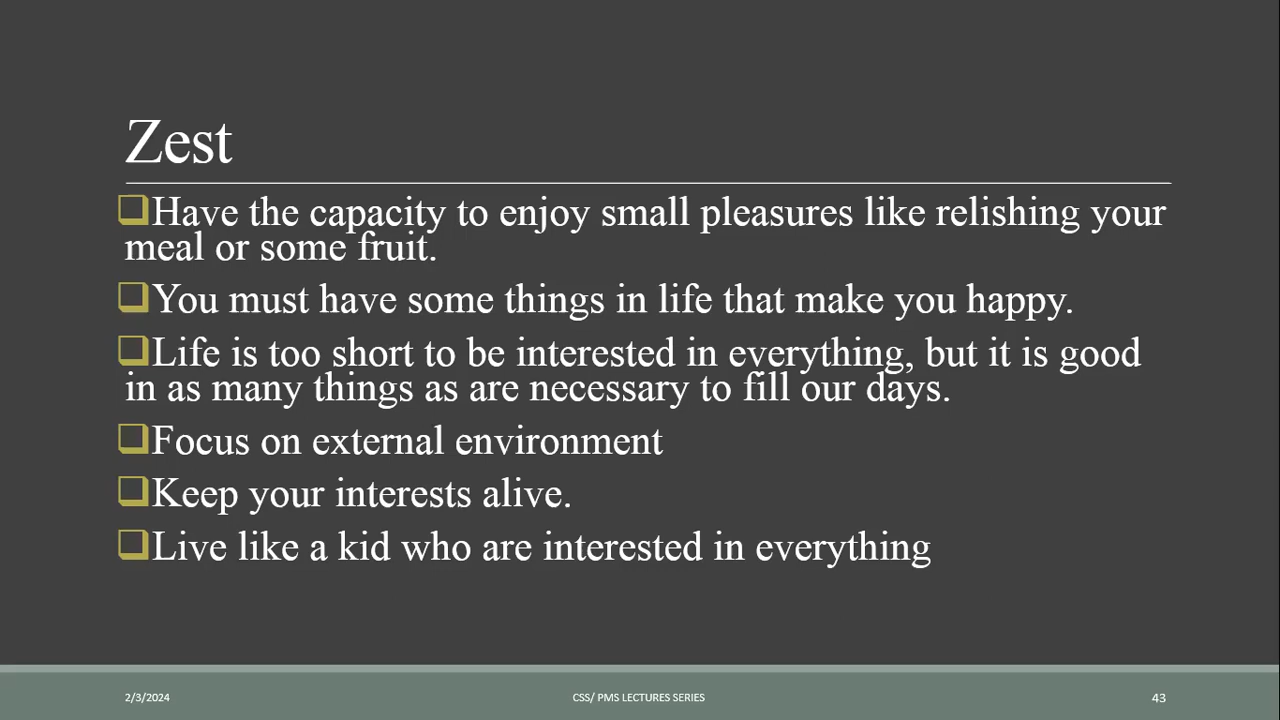 Zest
Have the capacity to enjoy small pleasures like relishing your
meal or some fruit.
You must have some things in life that make you happy.
Life is too short to be interested in everything, but it is good
in as many things as are necessary to fill our days.
Focus on external environment
Keep your interests alive.
Live like a kid who are interested in everything
2/3/2024
CSS/ PMS LECTURES SERIES
43